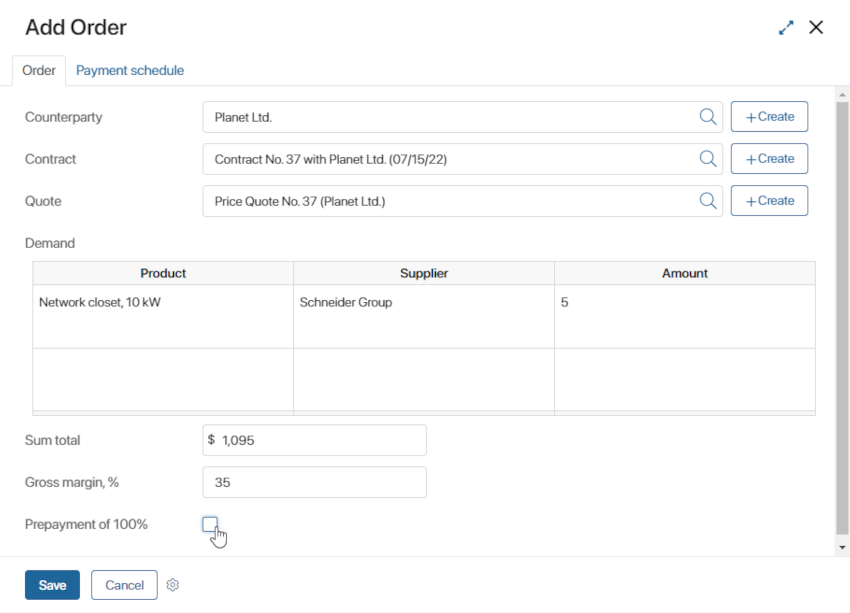 Add Order
Order Payment schedule
Counterparty Planet Ltd. +Create
Contract Contract No. 37 with Planet Ltd. (07/15/22) +Create
Quote Price Quote No. 37 (Planet Ltd.) +Create
Demand
Product Supplier Amount
Network closet, 10 kW Schneider Group 5
Sum total $ 1,095
Gross margin, % 35
Prepayment of 100%
Save Cancel